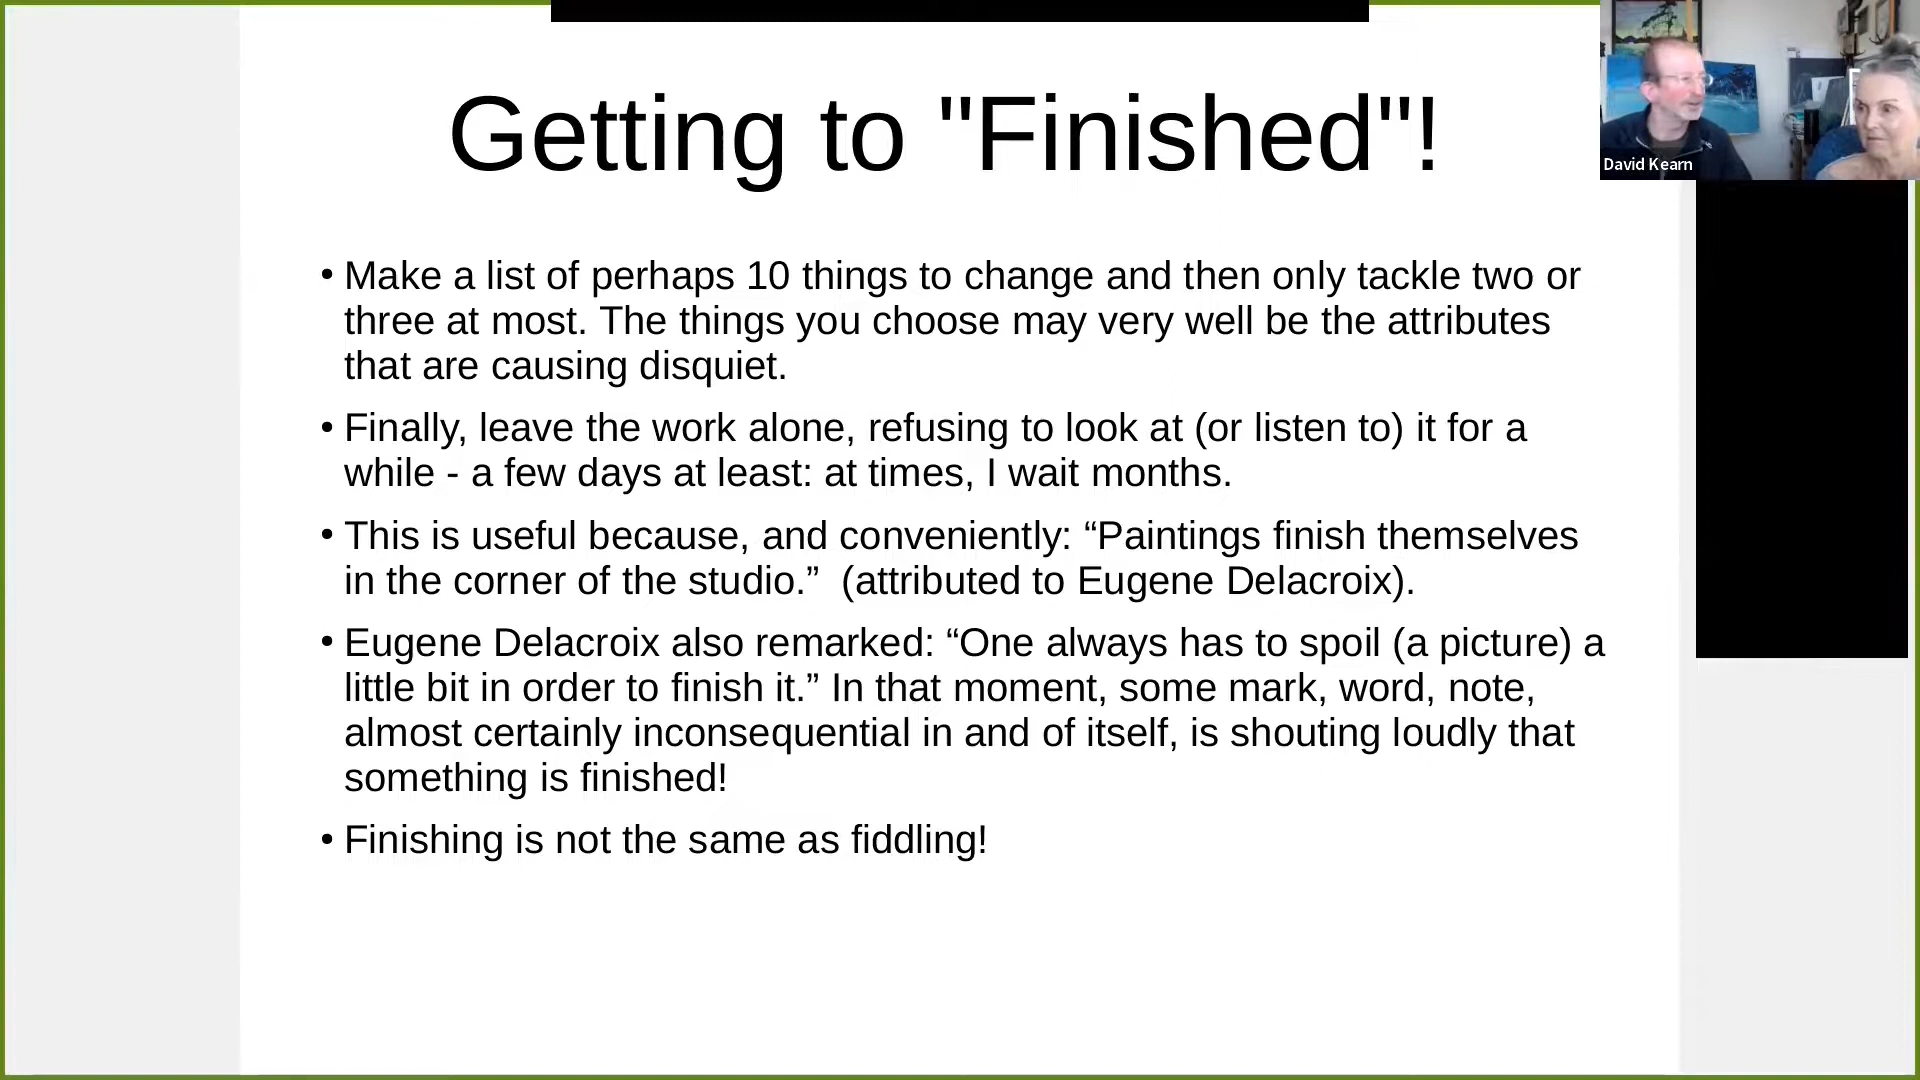 Getting to "Finished"!
David Kearn
• Make a list of perhaps 10 things to change and then only tackle two or
three at most. The things you choose may very well be the attributes
that are causing disquiet.
• Finally, leave the work alone, refusing to look at (or listen to) it for a
while - a few days at least: at times, I wait months.
• This is useful because, and conveniently: “Paintings finish themselves
in the corner of the studio.”  (attributed to Eugene Delacroix).
• Eugene Delacroix also remarked: “One always has to spoil (a picture) a
little bit in order to finish it.” In that moment, some mark, word, note,
almost certainly inconsequential in and of itself, is shouting loudly that
something is finished!
• Finishing is not the same as fiddling!